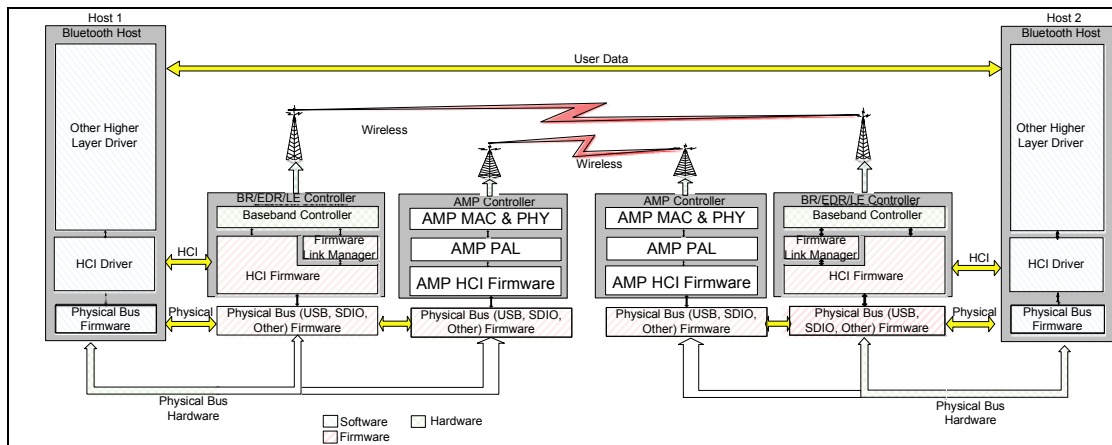 Host 1
Bluetooth Host
Host 2
Bluetooth Host
User Data
Other Higher
Layer Driver
Other Higher
Layer Driver
Wireless
Wireless
BR/EDR/LE Controller
Baseband Controller
Firmware
Link Manager
HCI Firmware
AMP Controller
AMP MAC & PHY
AMP PAL
AMP HCI Firmware
AMP Controller
AMP MAC & PHY
AMP PAL
AMP HCI Firmware
BR/EDR/LE Controller
Baseband Controller
Firmware
Link Manager
HCI Firmware
HCI
HCI Driver
HCI
HCI Driver
Physical Bus
Firmware
Physical
Physical Bus (USB, SDIO,
Other) Firmware
Physical Bus (USB, SDIO,
Other) Firmware
Physical Bus (USB, SDIO,
Other) Firmware
Physical Bus (USB,
SDIO, Other) Firmware
Physical
Physical Bus
Firmware
Physical Bus
Hardware
Physical Bus
Hardware
Software
Hardware
Firmware